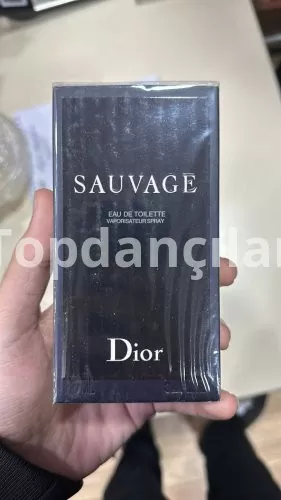 SAUVAGE
EAU DE TOILETTE
VAPORISATEUR SPRAY
Topdançılar
Dior